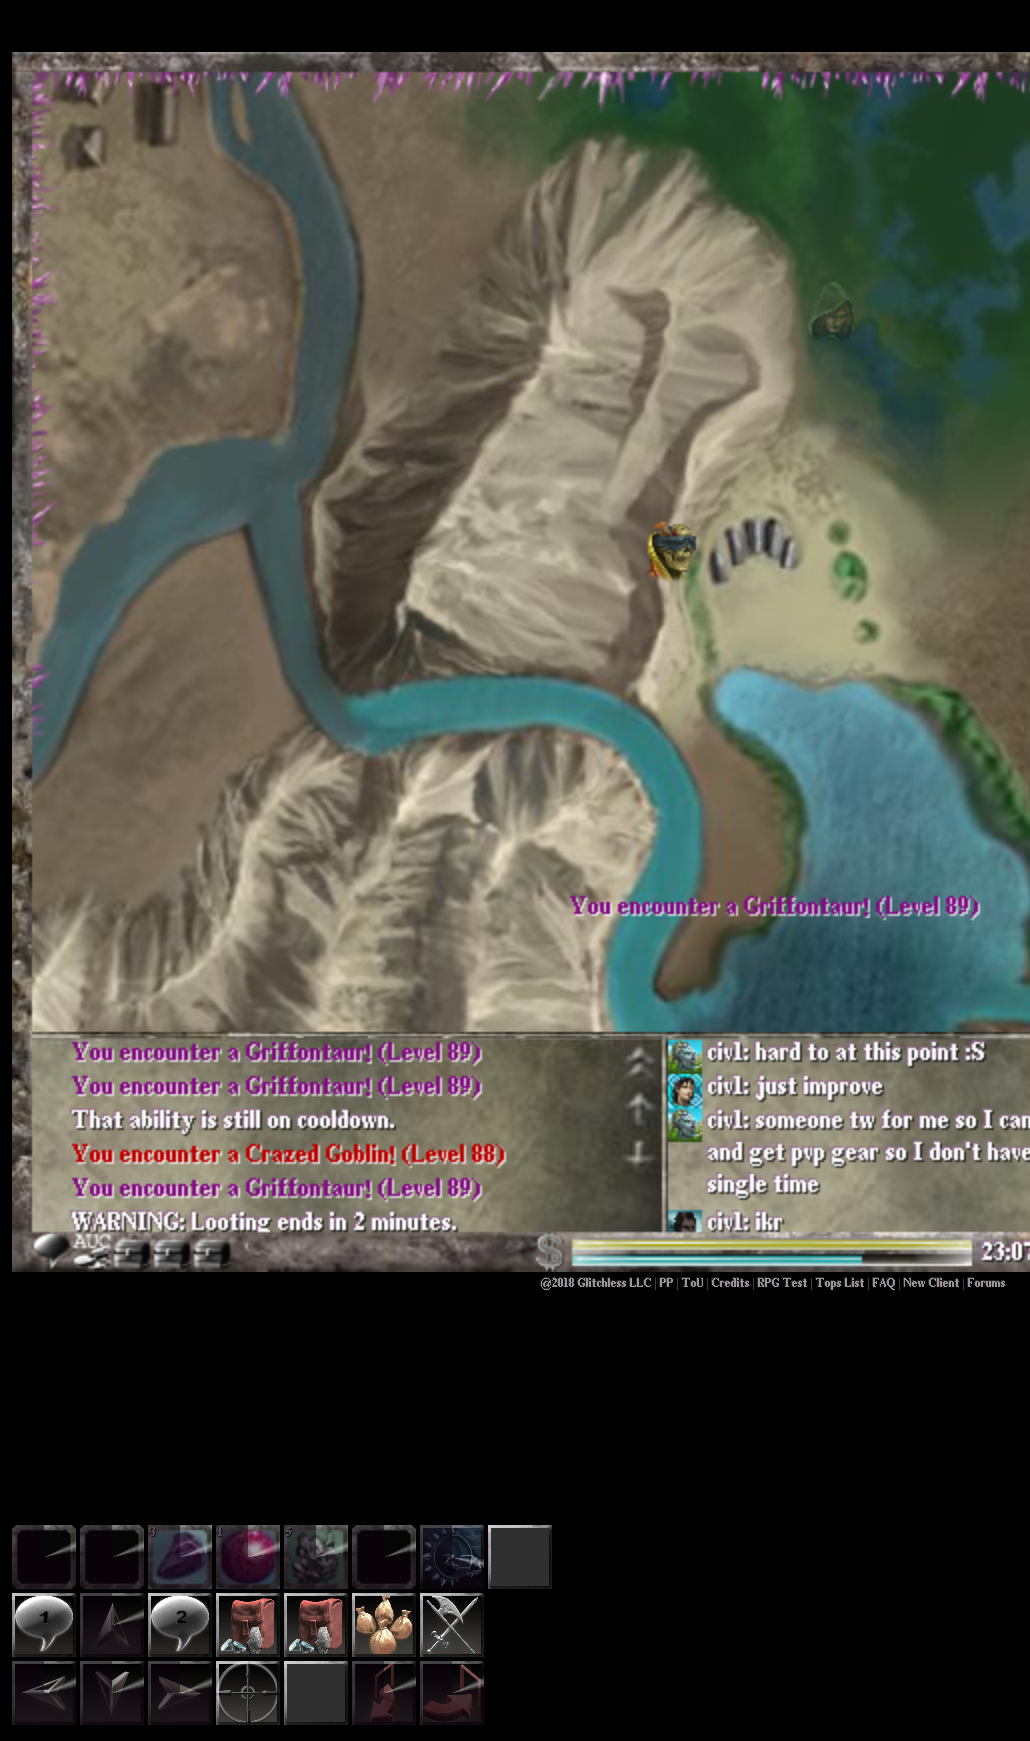 You encounter a Griffontaur! (Level 89)
You encounter a Griffontaur! (Level 89)
You encounter a Griffontaur! (Level 89)
That ability is still on cooldown.
You encounter a Crazed Goblin! (Level 88)
You encounter a Griffontaur! (Level 89)
WARNING: Looting ends in 2 minutes.
civl: hard to at this point :S
civl: just improve
civl: someone tw for me so I can
and get pvp gear so I don't have
single time
civl: ikr
AUC
23:07
@2018 Glitchless LLC | PP | ToU | Credits | RPG Test | Tops List | FAQ | New Client | Forums
1
2